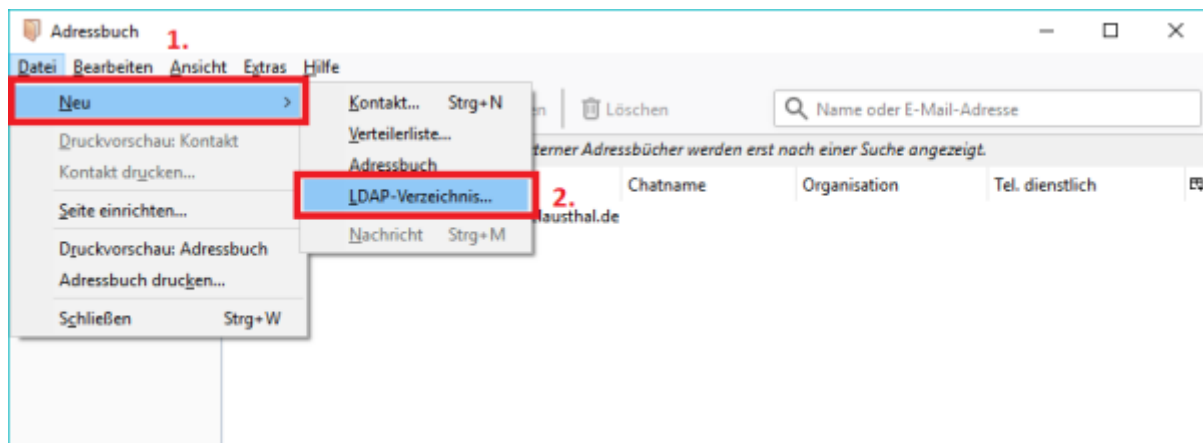 Adressbuch
1.
Datei Bearbeiten Ansicht Extras Hilfe
Neu
Kontakt... Strg+N
Löschen
Name oder E-Mail-Adresse
Druckvorschau: Kontakt
Verteilerliste...
Adressbücher werden erst nach einer Suche angezeigt.
Kontakt drucken...
Adressbuch
Chatname Organisation Tel. dienstlich
LDAP-Verzeichnis...
2.
Seite einrichten...
lausthal.de
Nachricht Strg+M
Druckvorschau: Adressbuch
Adressbuch drucken...
Schließen Strg+W